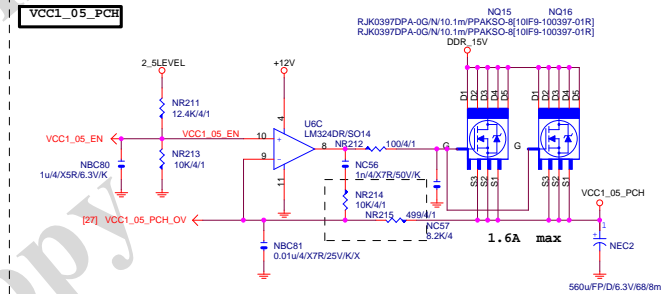 VCC1_05_PCH
NQ15 NQ16
RJK0397DPA-0G/N/10.1m/PPAKSO-8[10IF9-100397-01R]
RJK0397DPA-0G/N/10.1m/PPAKSO-8[10IF9-100397-01R]
DDR_15V
2_5LEVEL
+12V
D1 D2 D3 D4 D5
D1 D2 D3 D4 D5
NR211
12.4K/4/1
U6C
LM324DR/SO14
NR212
100/4/1
VCC1_05_EN
VCC1_05_EN
10
9
8
4
11
+
-
G
G
S3 S2 S1
S3 S2 S1
NBC80
1u/4/X5R/6.3V/K
NR213
10K/4/1
NC56
1n/4/X7R/50V/K
NR214
10K/4/1
NR215
499/4/1
NC57
8.2K/4
VCC1_05_PCH
[27] VCC1_05_PCH_OV
NBC81
0.01u/4/X7R/25V/K/X
1.6A max
1
+
NEC2
560u/FP/D/6.3V/68/8m
opy